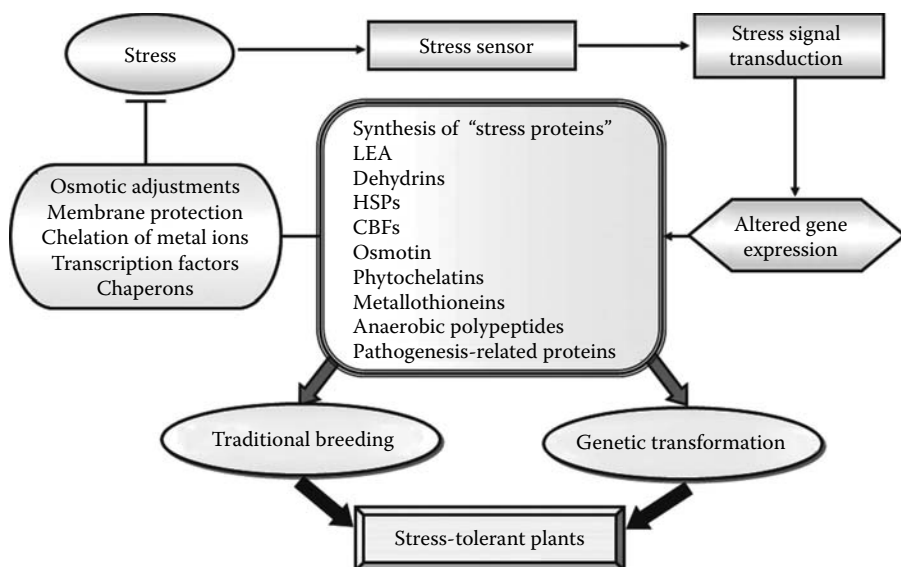 Stress
Stress sensor
Stress signal
transduction
Synthesis of “stress proteins”
LEA
Dehydrins
HSPs
CBFs
Osmotin
Phytochelatins
Metallothioneins
Anaerobic polypeptides
Pathogenesis-related proteins
Osmotic adjustments
Membrane protection
Chelation of metal ions
Transcription factors
Chaperons
Altered gene
expression
Traditional breeding
Genetic transformation
Stress-tolerant plants